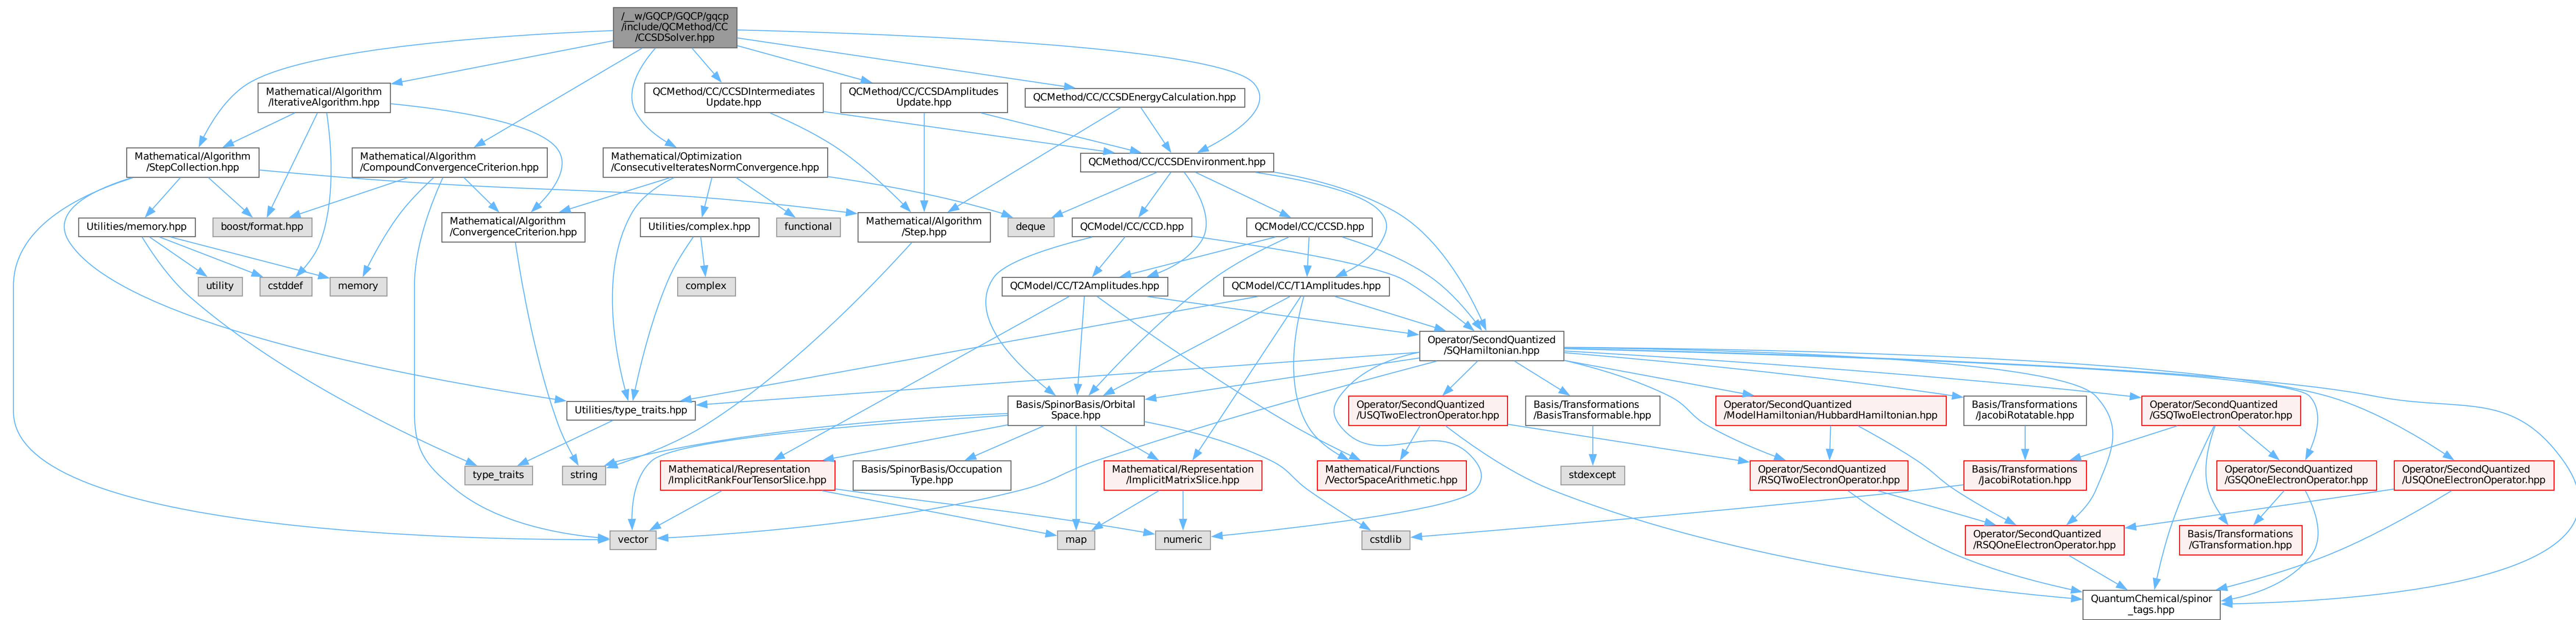 /__w/GQCP/GQCP/gqcp
/include/QCMethod/CC
/CCSDSolver.hpp
Mathematical/Algorithm
/IterativeAlgorithm.hpp
QCMethod/CC/CCSDIntermediates
Update.hpp
QCMethod/CC/CCSDAmplitudes
Update.hpp
QCMethod/CC/CCSDEnergyCalculation.hpp
Mathematical/Algorithm
/StepCollection.hpp
Mathematical/Algorithm
/CompoundConvergenceCriterion.hpp
Mathematical/Optimization
/ConsecutiveIteratesNormConvergence.hpp
QCMethod/CC/CCSDEnvironment.hpp
Utilities/memory.hpp
boost/format.hpp
Mathematical/Algorithm
/ConvergenceCriterion.hpp
Utilities/complex.hpp
functional
Mathematical/Algorithm
/Step.hpp
deque
QCModel/CC/CCD.hpp
QCModel/CC/CCSD.hpp
utility
cstddef
memory
complex
QCModel/CC/T2Amplitudes.hpp
QCModel/CC/T1Amplitudes.hpp
Operator/SecondQuantized
/SQHamiltonian.hpp
Utilities/type_traits.hpp
Basis/SpinorBasis/Orbital
Space.hpp
Operator/SecondQuantized
/USQTwoElectronOperator.hpp
Basis/Transformations
/BasisTransformable.hpp
Operator/SecondQuantized
/ModelHamiltonian/HubbardHamiltonian.hpp
Basis/Transformations
/JacobiRotatable.hpp
Operator/SecondQuantized
/GSQTwoElectronOperator.hpp
type_traits
string
Mathematical/Representation
/ImplicitRankFourTensorSlice.hpp
Basis/SpinorBasis/Occupation
Type.hpp
Mathematical/Representation
/ImplicitMatrixSlice.hpp
Mathematical/Functions
/VectorSpaceArithmetic.hpp
stdexcept
Operator/SecondQuantized
/RSQTwoElectronOperator.hpp
Basis/Transformations
/JacobiRotation.hpp
Operator/SecondQuantized
/GSQOneElectronOperator.hpp
Operator/SecondQuantized
/USQOneElectronOperator.hpp
vector
map
numeric
cstdlib
Operator/SecondQuantized
/RSQOneElectronOperator.hpp
Basis/Transformations
/GTransformation.hpp
QuantumChemical/spinor
_tags.hpp